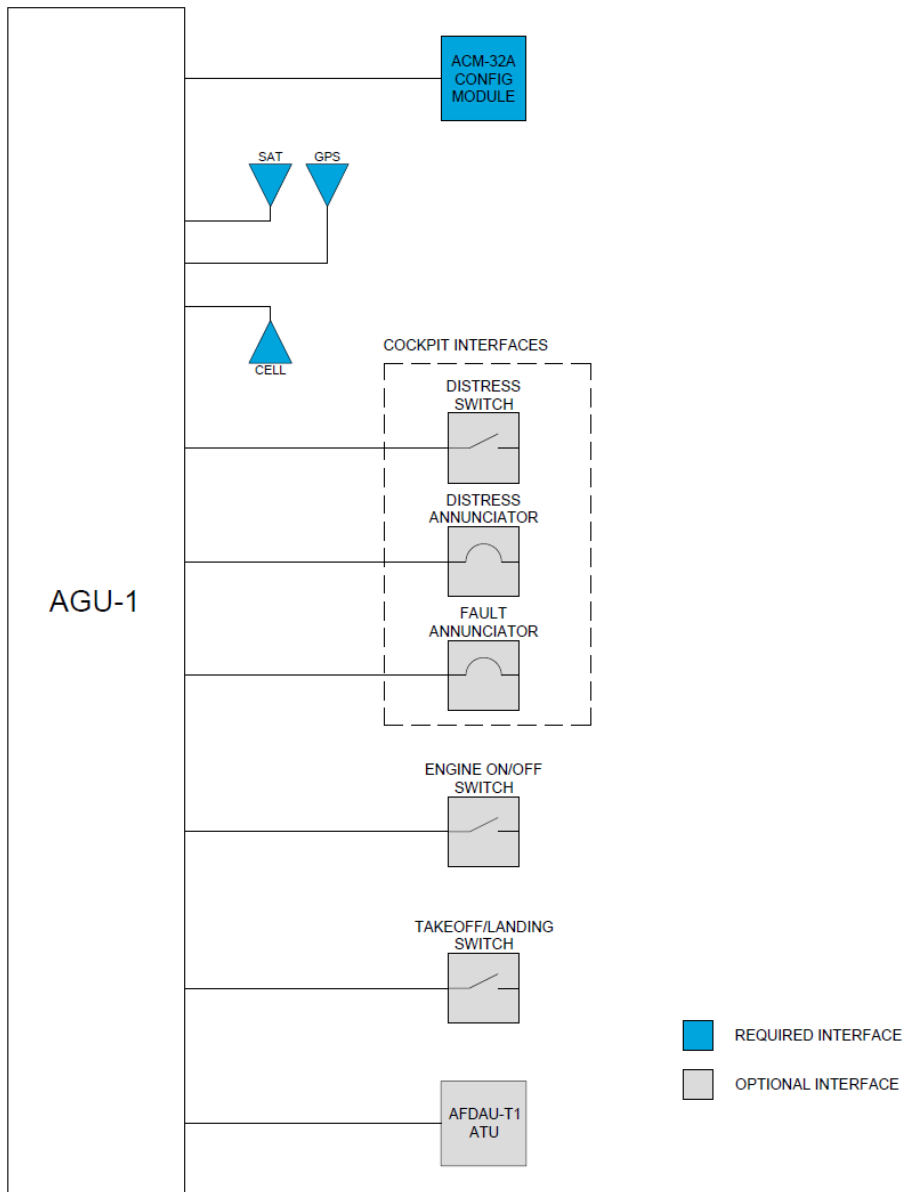 ACM-32A
CONFIG
MODULE
SAT
GPS
CELL
COCKPIT INTERFACES
DISTRESS
SWITCH
DISTRESS
ANNUNCIATOR
AGU-1
FAULT
ANNUNCIATOR
ENGINE ON/OFF
SWITCH
TAKEOFF/LANDING
SWITCH
REQUIRED INTERFACE
OPTIONAL INTERFACE
AFDAU-T1
ATU